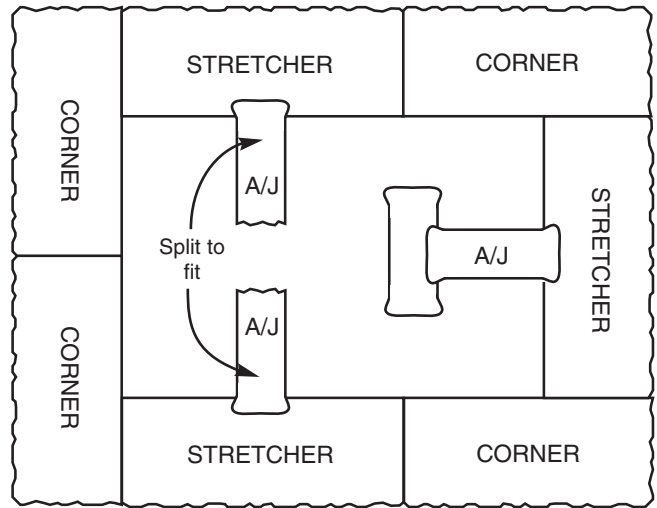 STRETCHER
CORNER
CORNER
A/J
STRETCHER
A/J
Split to
fit
A/J
CORNER
STRETCHER
CORNER